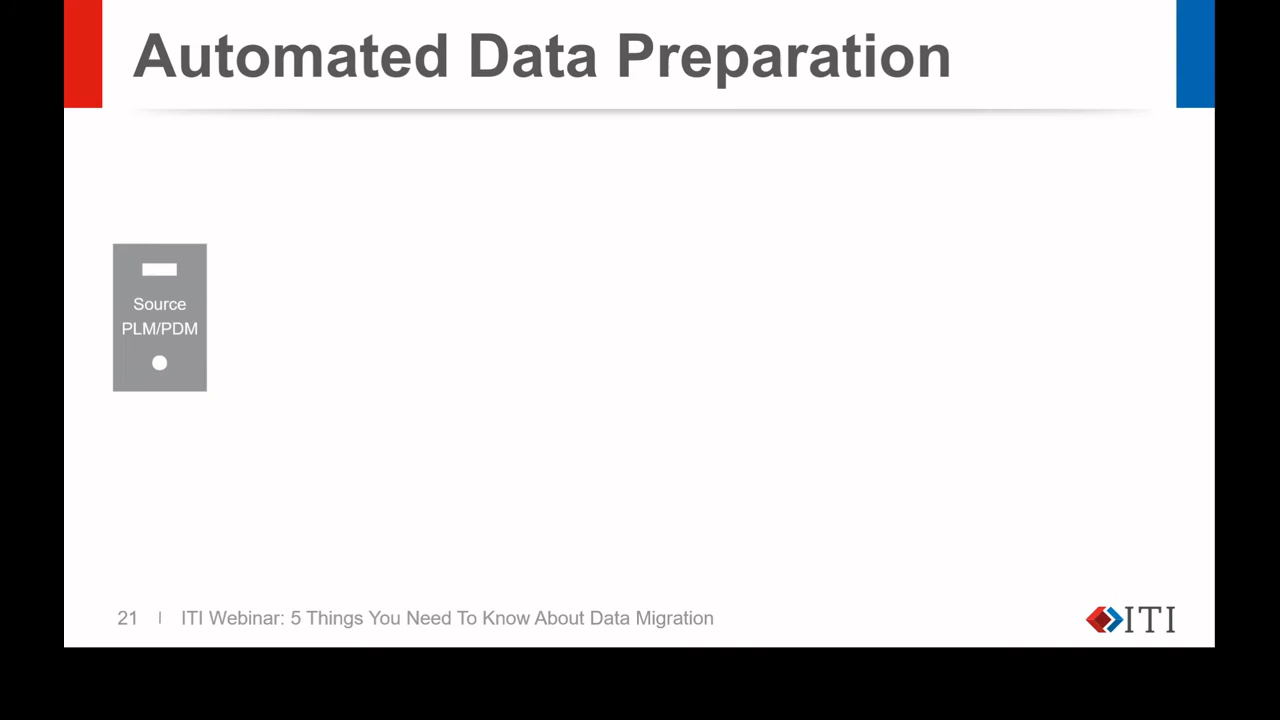 Automated Data Preparation
Source
PLM/PDM
21 | ITI Webinar: 5 Things You Need To Know About Data Migration
ITI